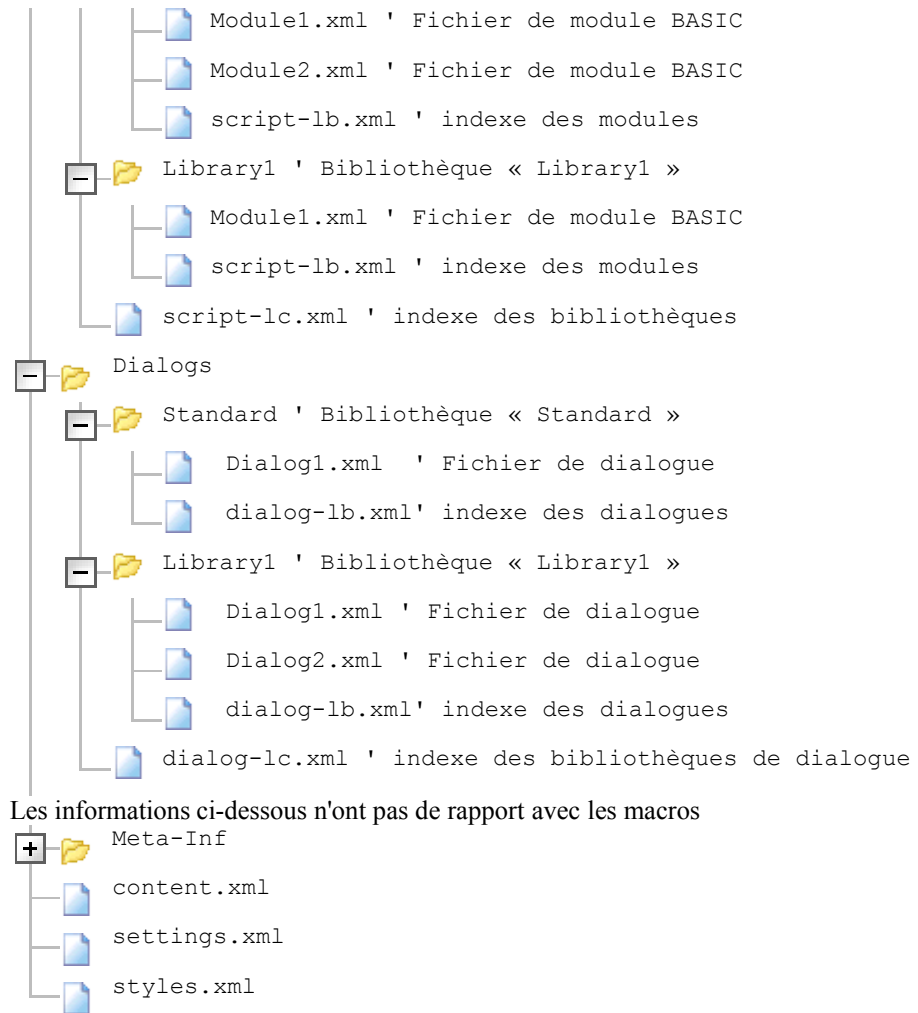 Module1.xml ' Fichier de module BASIC
Module2.xml ' Fichier de module BASIC
script-lb.xml ' indexe des modules
Library1 ' Bibliothèque « Library1 »
Module1.xml ' Fichier de module BASIC
script-lb.xml ' indexe des modules
script-lc.xml ' indexe des bibliothèques
Dialogs
Standard ' Bibliothèque « Standard »
Dialog1.xml ' Fichier de dialogue
dialog-lb.xml' indexe des dialogues
Library1 ' Bibliothèque « Library1 »
Dialog1.xml ' Fichier de dialogue
Dialog2.xml ' Fichier de dialogue
dialog-lb.xml' indexe des dialogues
dialog-lc.xml ' indexe des bibliothèques de dialogue
Les informations ci-dessous n'ont pas de rapport avec les macros
Meta-Inf
content.xml
settings.xml
styles.xml